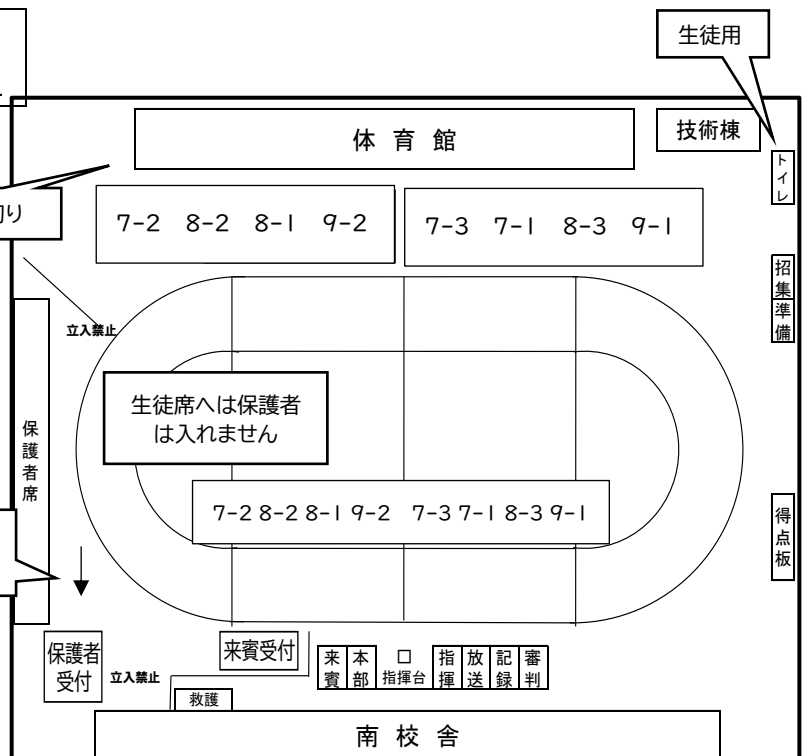 生徒用
体 育 館
技術棟
トイレ
7-2 8-2 8-1 9-2
7-3 7-1 8-3 9-1
招集
準備
立入禁止
生徒席へは保護者
は入れません
保護者席
7-2 8-2 8-1 9-2 7-3 7-1 8-3 9-1
得点板
保護者
受付
立入禁止
来賓受付
来賓
本部
指揮台
指揮
放送
記録
審判
救護
南 校 舎